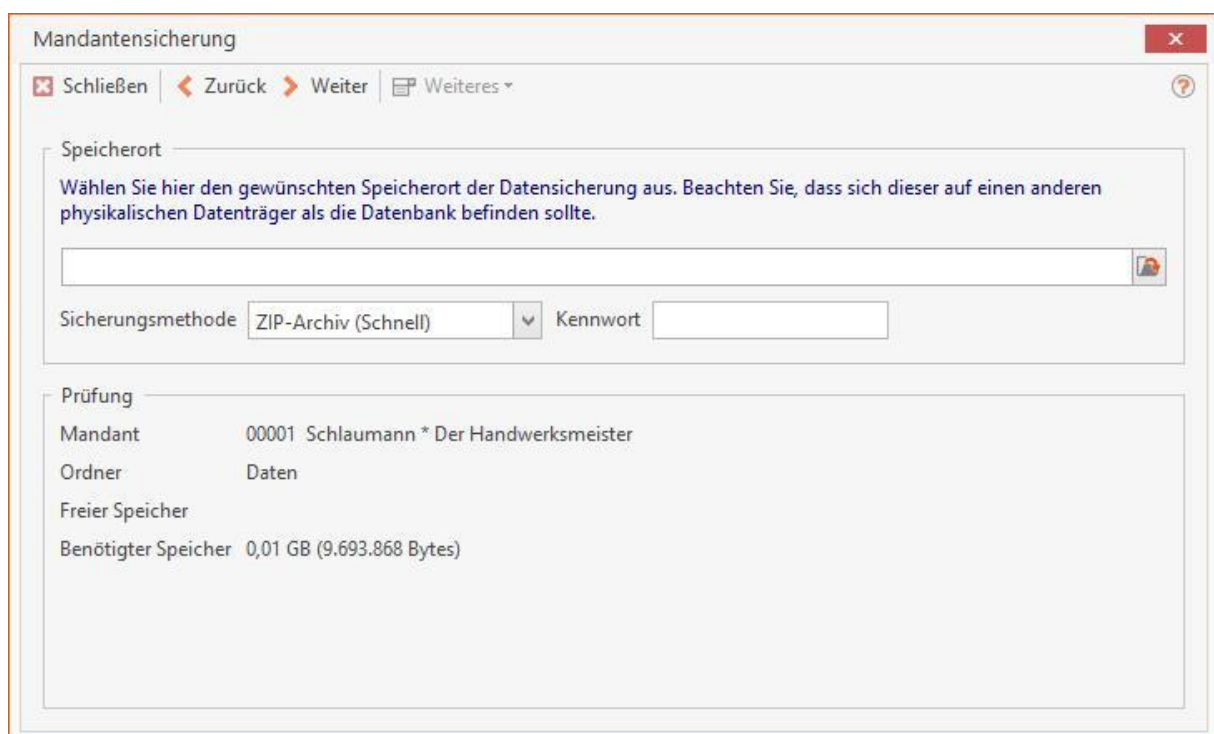 Mandantensicherung
Schließen Zurück Weiter Weiteres
Speicherort
Wählen Sie hier den gewünschten Speicherort der Datensicherung aus. Beachten Sie, dass sich dieser auf einen anderen
physikalischen Datenträger als die Datenbank befinden sollte.
Sicherungsmethode ZIP-Archiv (Schnell) Kennwort
Prüfung
Mandant 00001 Schlaumann * Der Handwerksmeister
Ordner Daten
Freier Speicher
Benötigter Speicher 0,01 GB (9.693.868 Bytes)